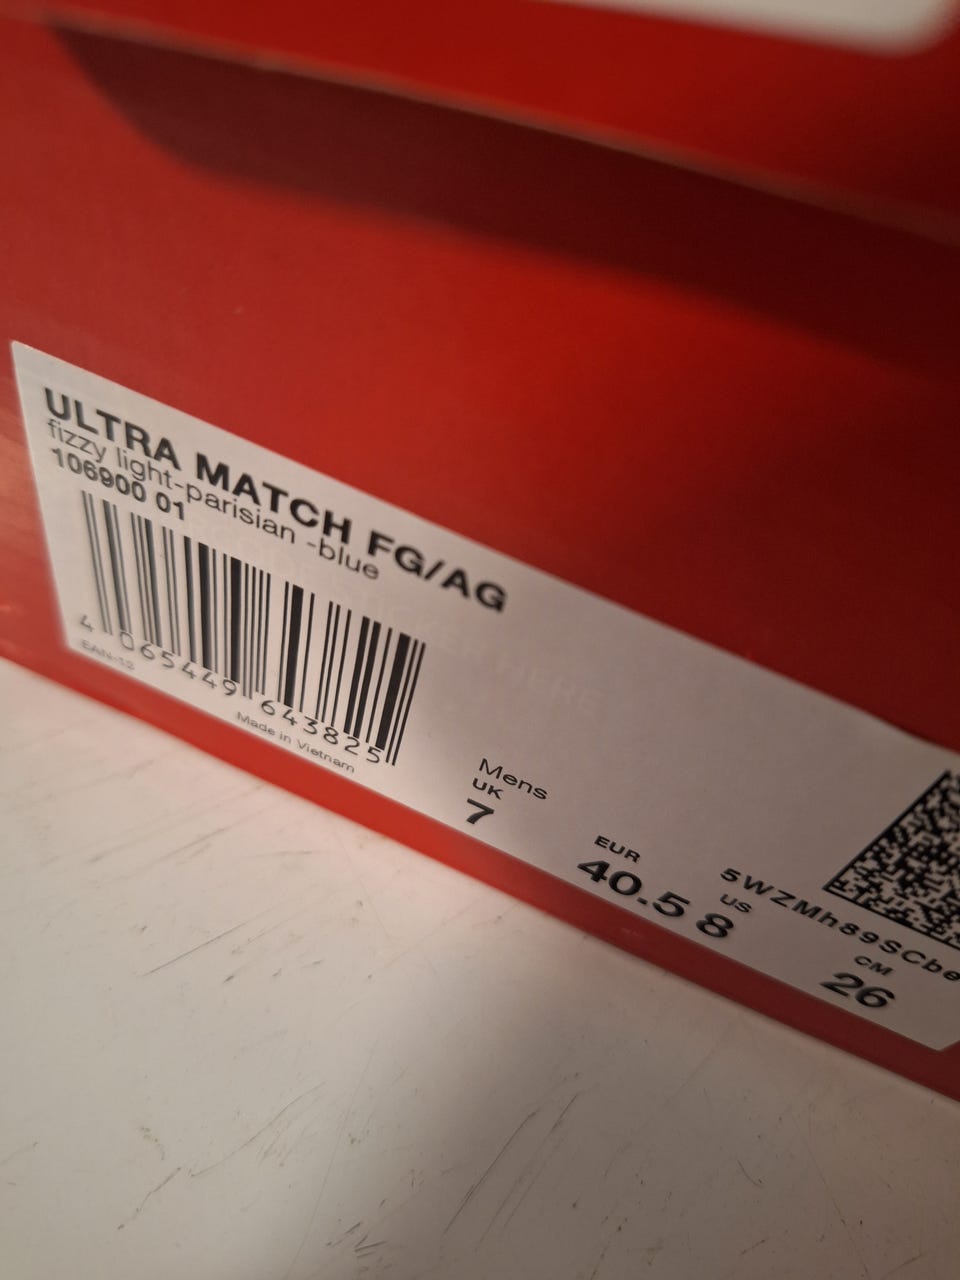 ULTRA MATCH FG/AG
fizzy light-parisian -blue
106900 01
4 065449 643825
EAN-13
Made in Vietnam
Mens
UK
7
EUR
40.5
US
8
CM
26
5WZMh89SCbe